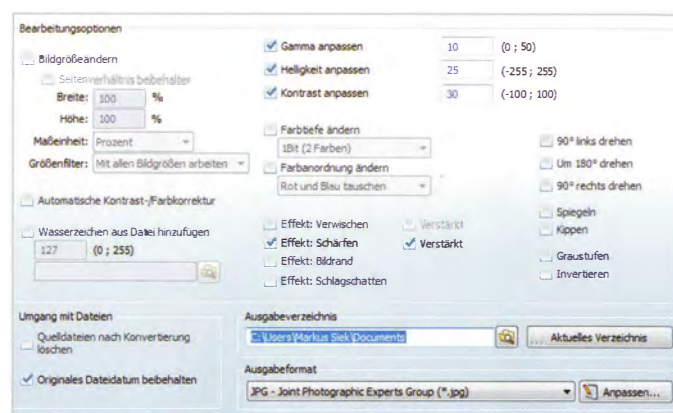 Bearbeitungsoptionen
Bildgrößeändern
Seitenverhältnis beibehalter
Breite: 100 %
Höhe: 100 %
Maßeinheit: Prozent
Größenfilter: Mit allen Bildgrößen arbeiten
Automatische Kontrast-/Farbkorrektur
Wasserzeichen aus Datei hinzufügen
127 (0 ; 255)
Gamma anpassen 10 (0 ; 50)
Helligkeit anpassen 25 (-255 ; 255)
Kontrast anpassen 30 (-100 ; 100)
Farbtiefe ändern
1Bit (2 Farben)
Farbanordnung ändern
Rot und Blau tauschen
Effekt: Verwischen Verstärkt
Effekt: Schärfen Verstärkt
Effekt: Bildrand
Effekt: Schlagschatten
90° links drehen
Um 180° drehen
90° rechts drehen
Spiegeln
Kippen
Graustufen
Invertieren
Umgang mit Dateien
Quelldateien nach Konvertierung
löschen
Originales Dateidatum beibehalten
Ausgabeverzeichnis
C:\Users\Markus Siek\Documents
... Aktuelles Verzeichnis
Ausgabeformat
JPG - Joint Photographic Experts Group (*.jpg)
Anpassen...